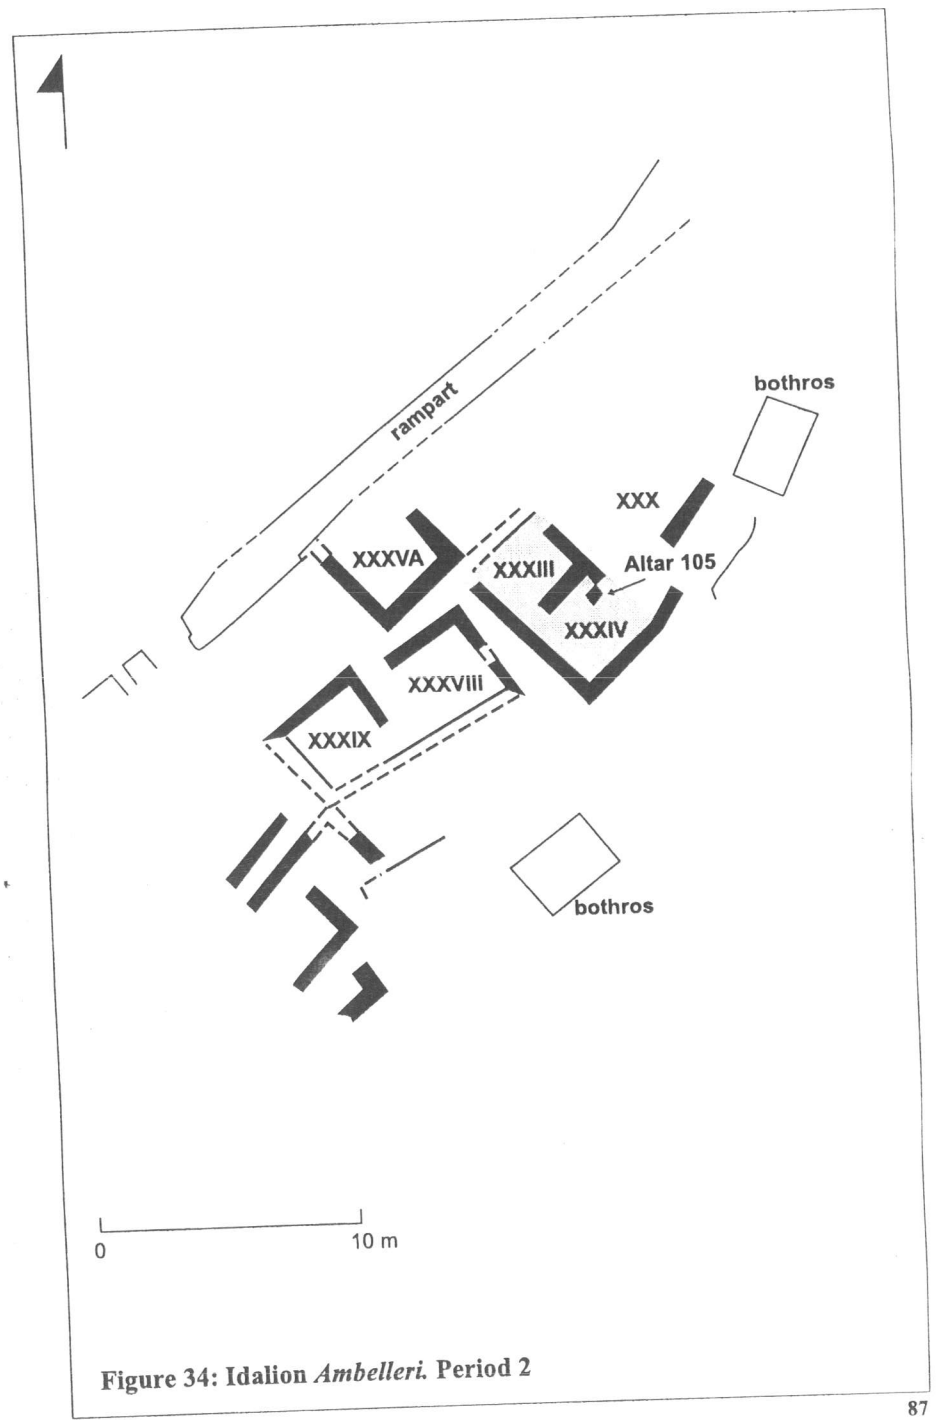 bothros
rampart
XXX
XXXVA
XXXIII
Altar 105
XXXIV
XXXViii
XXXIX
bothros
0
10 m
Figure 34: Idalion Ambelleri. Period 2
87